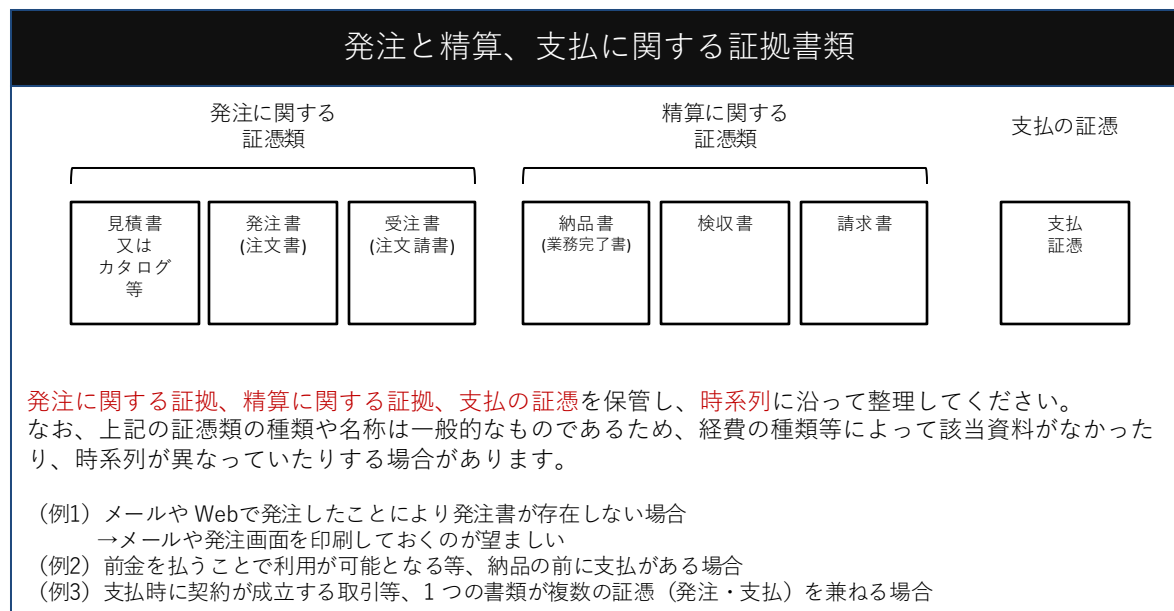 発注と精算、支払に関する証拠書類
発注に関する
証憑類
精算に関する
証憑類
支払の証憑
見積書
又は
カタログ
等
発注書
(注文書)
受注書
(注文請書)
納品書
(業務完了書)
検収書
請求書
支払
証憑
発注に関する証拠、精算に関する証拠、支払の証憑を保管し、時系列に沿って整理してください。
なお、上記の証憑類の種類や名称は一般的なものであるため、経費の種類等によって該当資料がなかった
り、時系列が異なっていたりする場合があります。
（例1）メールや Webで発注したことにより発注書が存在しない場合
→メールや発注画面を印刷しておくのが望ましい
（例2）前金を払うことで利用が可能となる等、納品の前に支払がある場合
（例3）支払時に契約が成立する取引等、１つの書類が複数の証憑（発注・支払）を兼ねる場合